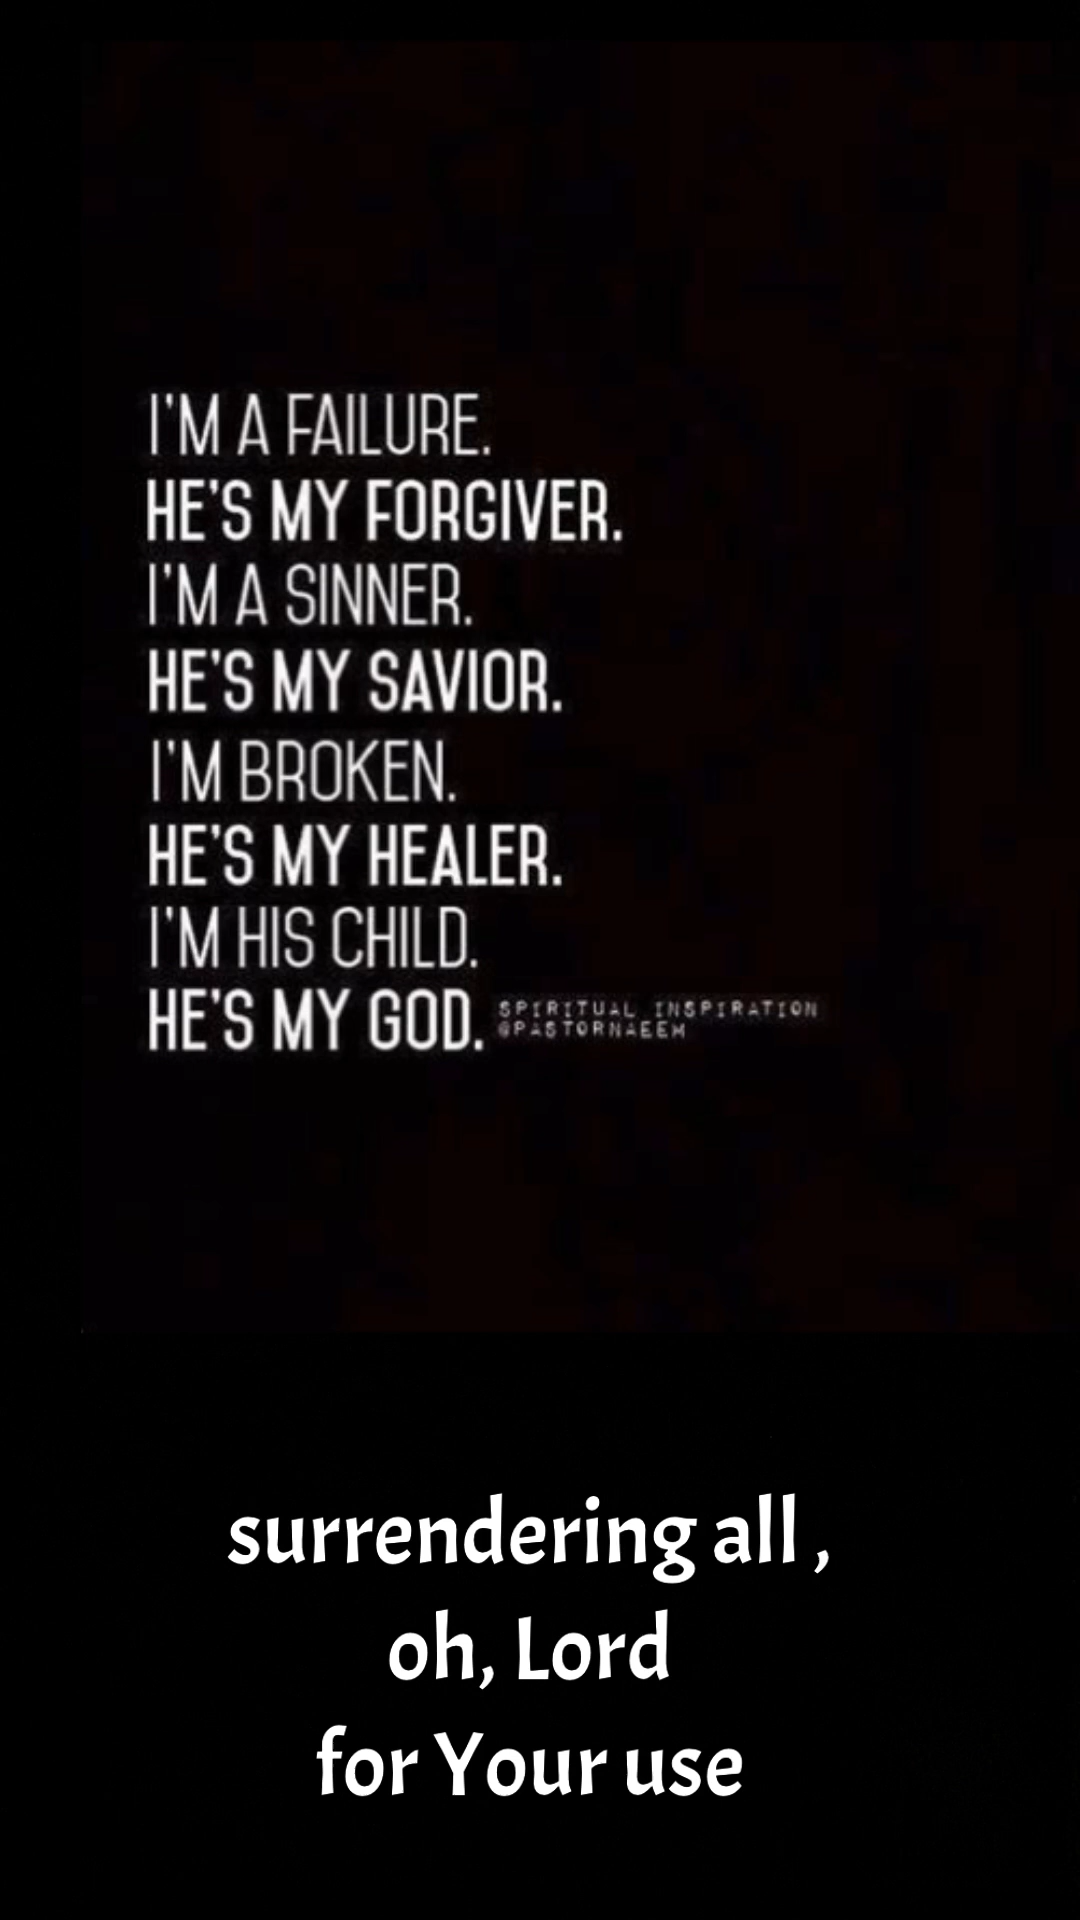 I'M A FAILURE.
HE'S MY FORGIVER.
I'M A SINNER.
HE'S MY SAVIOR.
I'M BROKEN.
HE'S MY HEALER.
I'M HIS CHILD.
HE'S MY GOD.
SPIRITUAL INSPIRATION
@PASTORNAEEM
surrendering all ,
oh, Lord
for Your use